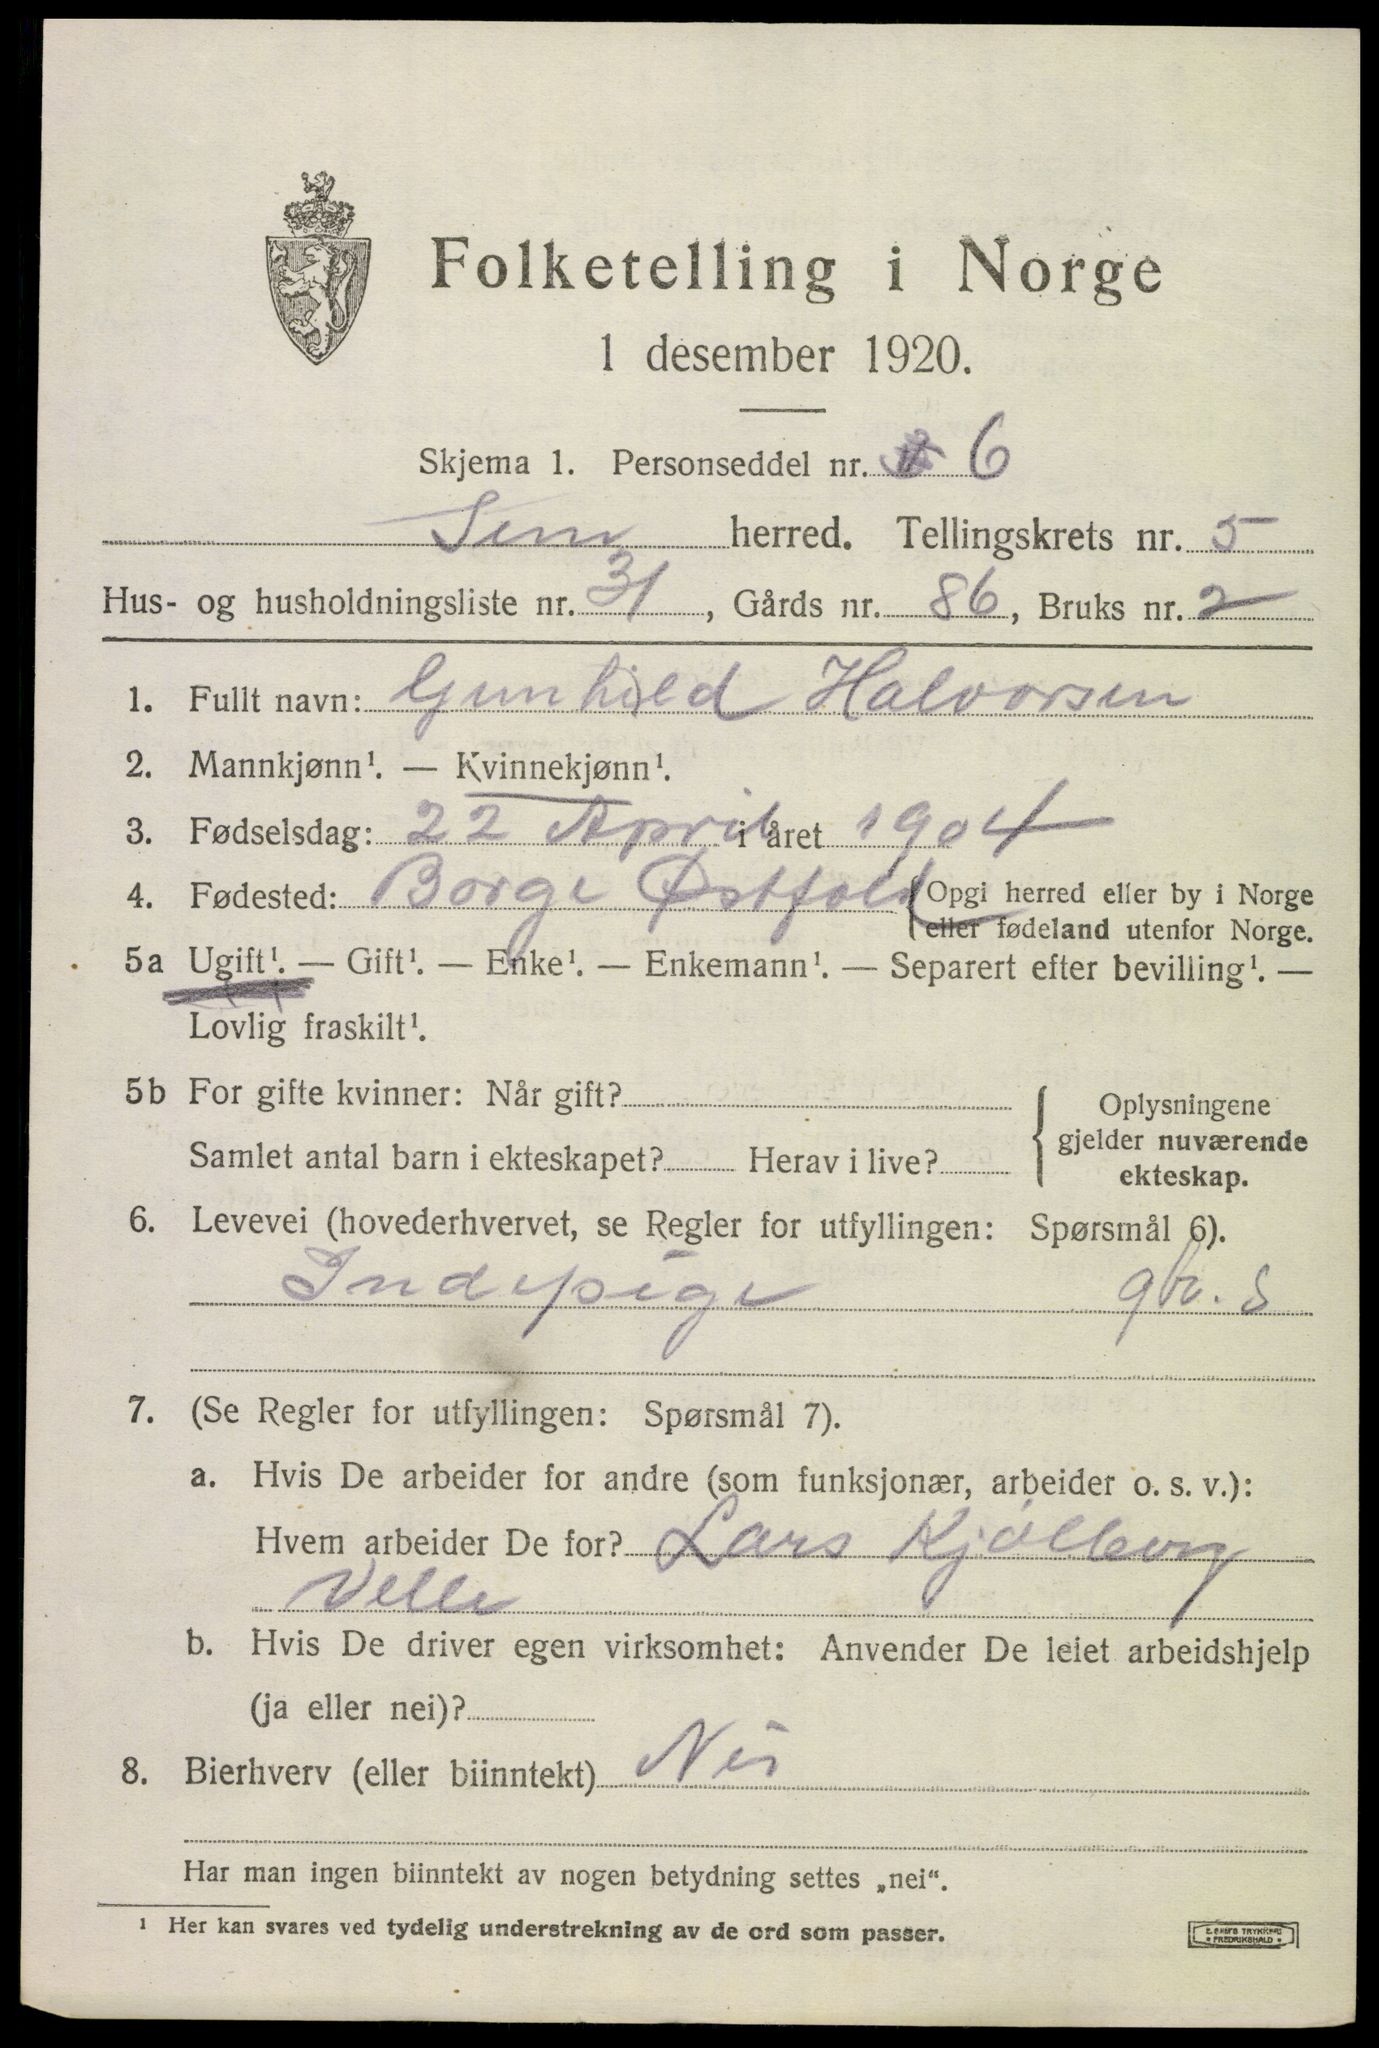 Folketelling i Norge
1 desember 1920.
Skjema 1. Personseddel nr. 6
Sem herred. Tellingskrets nr. 5
Hus- og husholdningsliste nr. 31, Gårds nr. 86, Bruks nr. 2
1. Fullt navn: Gunhild Halvorsen
2. Mannkjønn¹. — Kvinnekjønn¹.
3. Fødselsdag: 22 April i året 1904
4. Fødested: Borge Østfold {Opgi herred eller by i Norge
eller fødeland utenfor Norge.
5a Ugift¹. — Gift¹. — Enke¹. — Enkemann¹. — Separert efter bevilling¹. —
Lovlig fraskilt¹.
5b For gifte kvinner: Når gift?
Samlet antal barn i ekteskapet? Herav i live?
Oplysningene
gjelder nuværende
ekteskap.
6. Levevei (hovederhvervet, se Regler for utfyllingen: Spørsmål 6).
Indepige
7. (Se Regler for utfyllingen: Spørsmål 7).
a. Hvis De arbeider for andre (som funksjonær, arbeider o. s. v.):
Hvem arbeider De for? Lars Kjølberg
Velle
b. Hvis De driver egen virksomhet: Anvender De leiet arbeidshjelp
(ja eller nei)?
8. Bierhverv (eller biinntekt) Nei
Har man ingen biinntekt av nogen betydning settes „nei“.
¹ Her kan svares ved tydelig understrekning av de ord som passer.